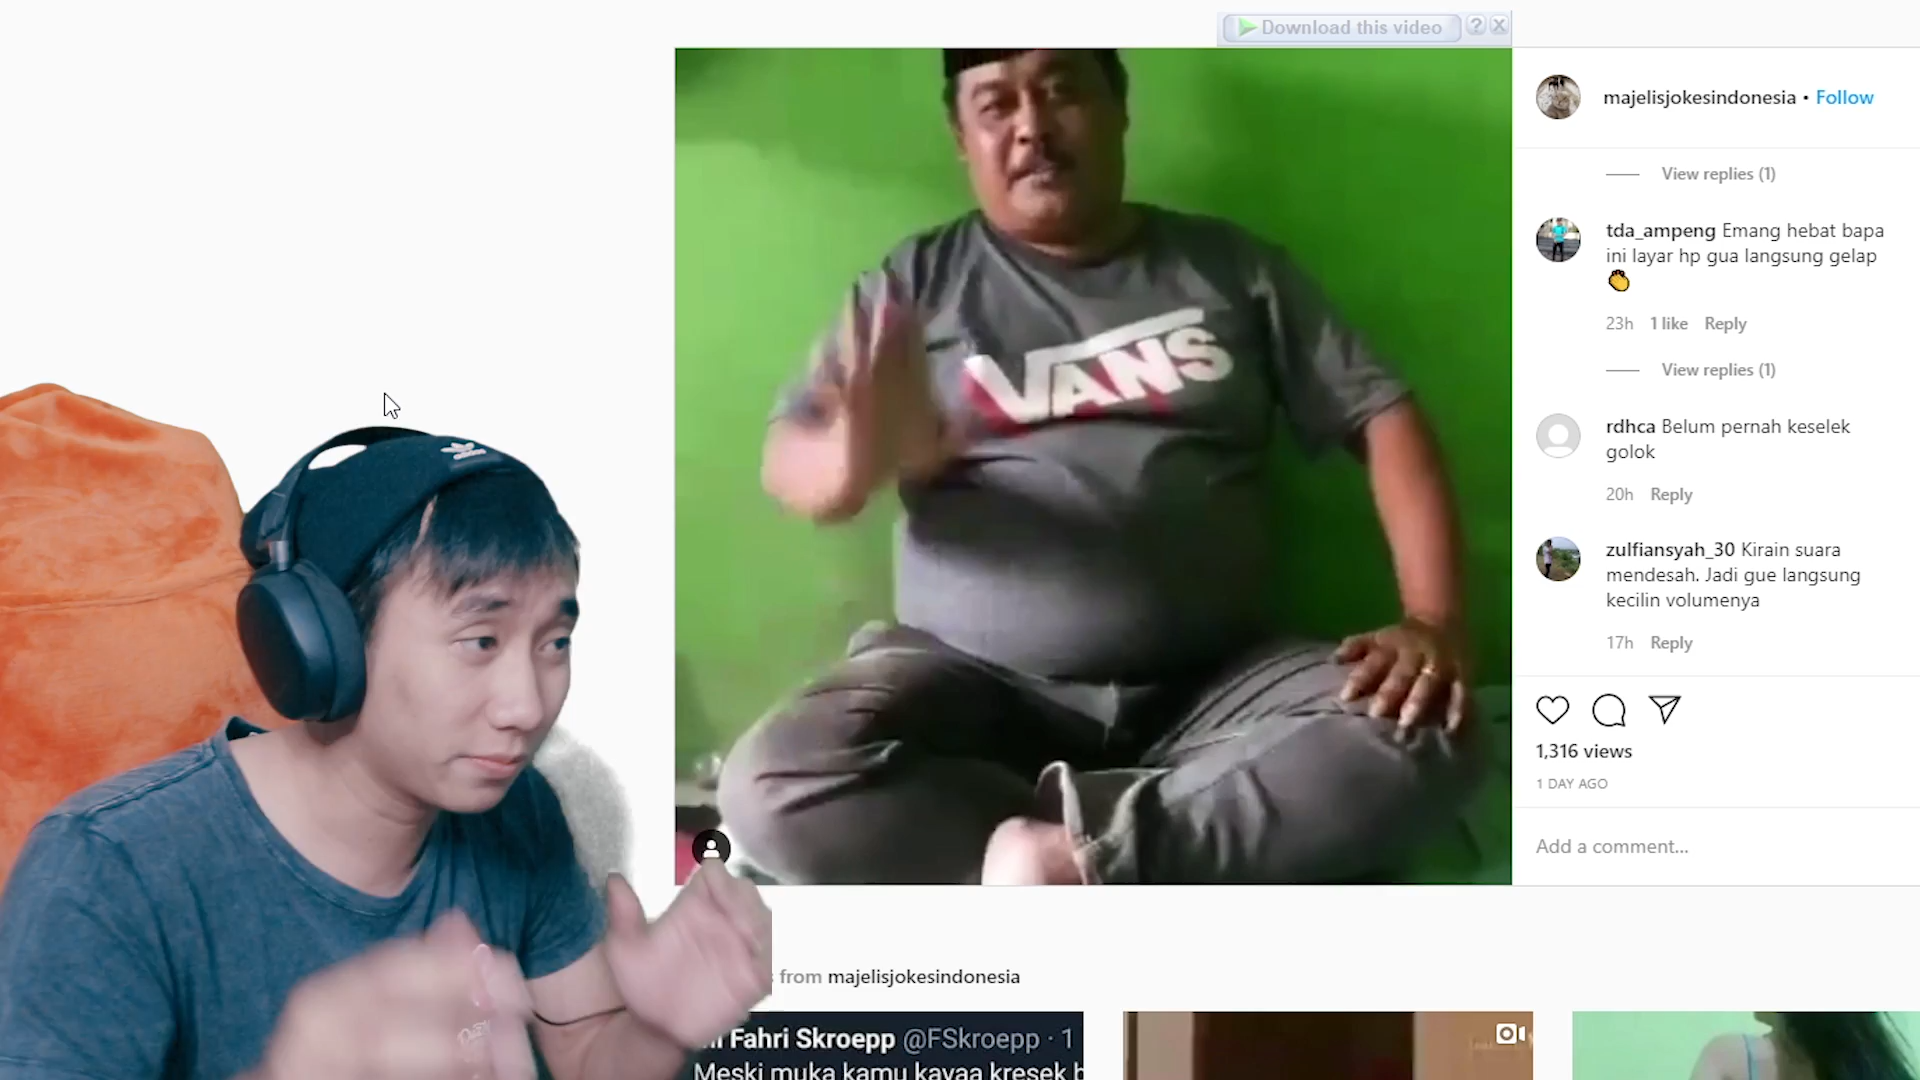 Download this video
?
X
VANS
majelisjokesindonesia • Follow
View replies (1)
tda_ampeng Emang hebat bapa
ini layar hp gua langsung gelap
23h 1 like Reply
View replies (1)
rdhca Belum pernah keselek
golok
20h Reply
zulfiansyah_30 Kirain suara
mendesah. Jadi gue langsung
kecilin volumenya
17h Reply
1,316 views
1 DAY AGO
Add a comment...
adidas
from majelisjokesindonesia
Fahri Skroepp @FSkroepp · 1
Meski muka kamu kayaa kresek